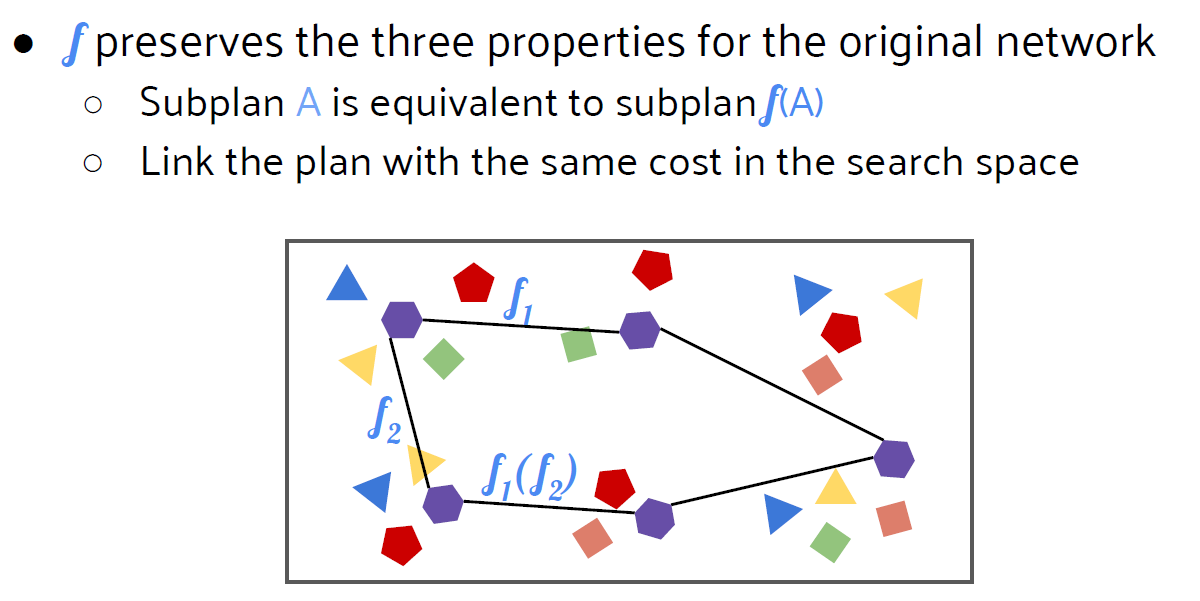 ● f preserves the three properties for the original network
○ Subplan A is equivalent to subplan f(A)
○ Link the plan with the same cost in the search space
f₁
f₂
f₁(f₂)